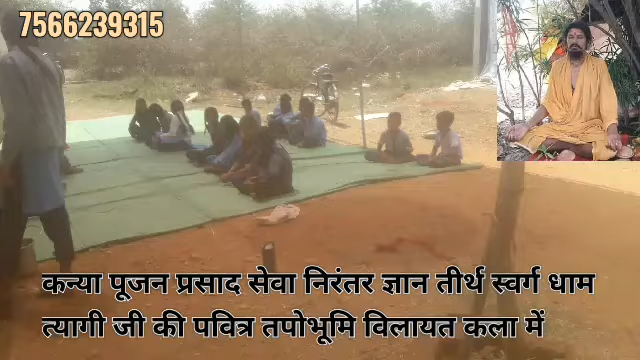 7566239315
कन्या पूजन प्रसाद सेवा निरंतर ज्ञान तीर्थ स्वर्ग धाम
त्यागी जी की पवित्र तपोभूमि विलायत कला में